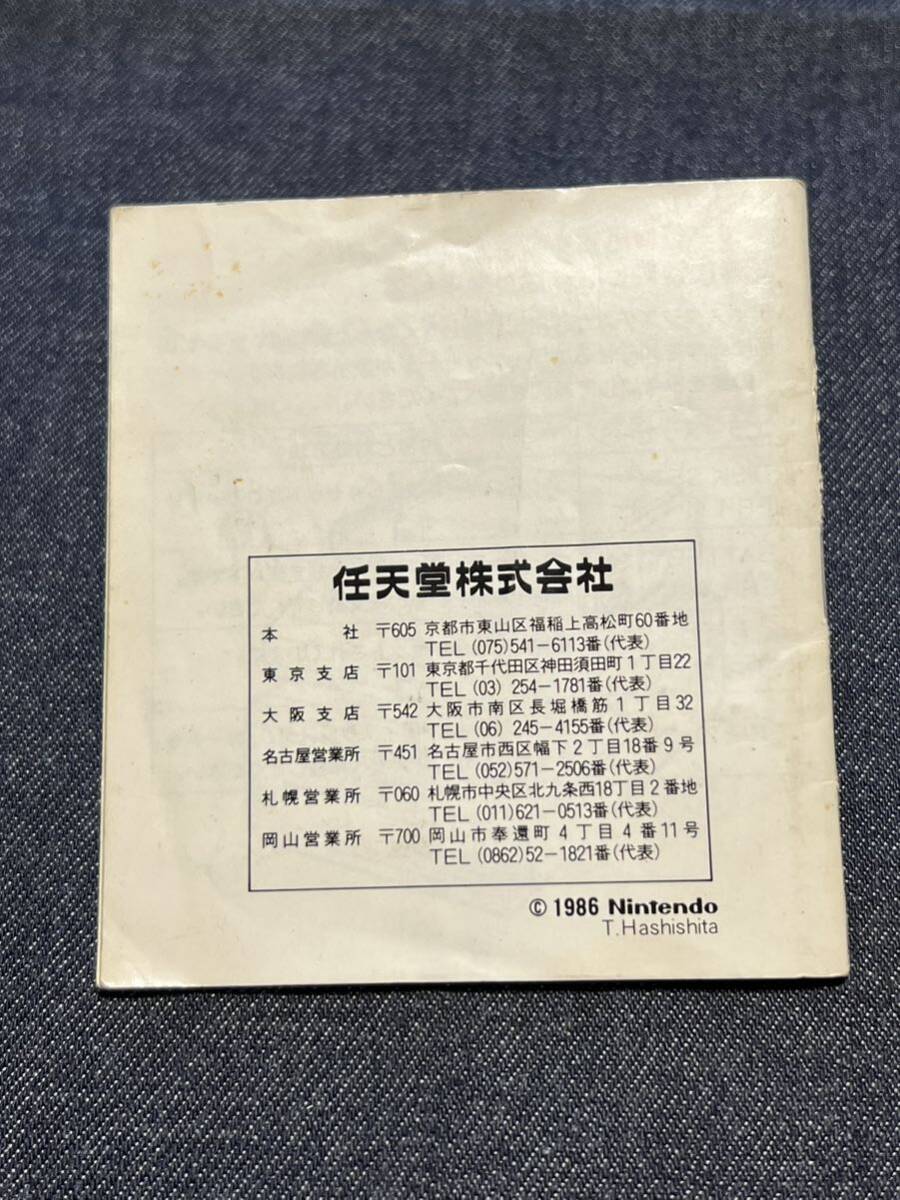 任天堂株式会社
本社 〒605 京都市東山区福稲上高松町60番地
TEL (075)541-6113番(代表)
東京支店 〒101 東京都千代田区神田須田町1丁目22
TEL (03) 254-1781番(代表)
大阪支店 〒542 大阪市南区長堀橋筋1丁目32
TEL (06) 245-4155番(代表)
名古屋営業所 〒451 名古屋市西区幅下2丁目18番9号
TEL (052)571-2506番(代表)
札幌営業所 〒060 札幌市中央区北九条西18丁目2番地
TEL (011)621-0513番(代表)
岡山営業所 〒700 岡山市奉還町4丁目4番11号
TEL (0862)52-1821番(代表)
© 1986 Nintendo
T.Hashishita